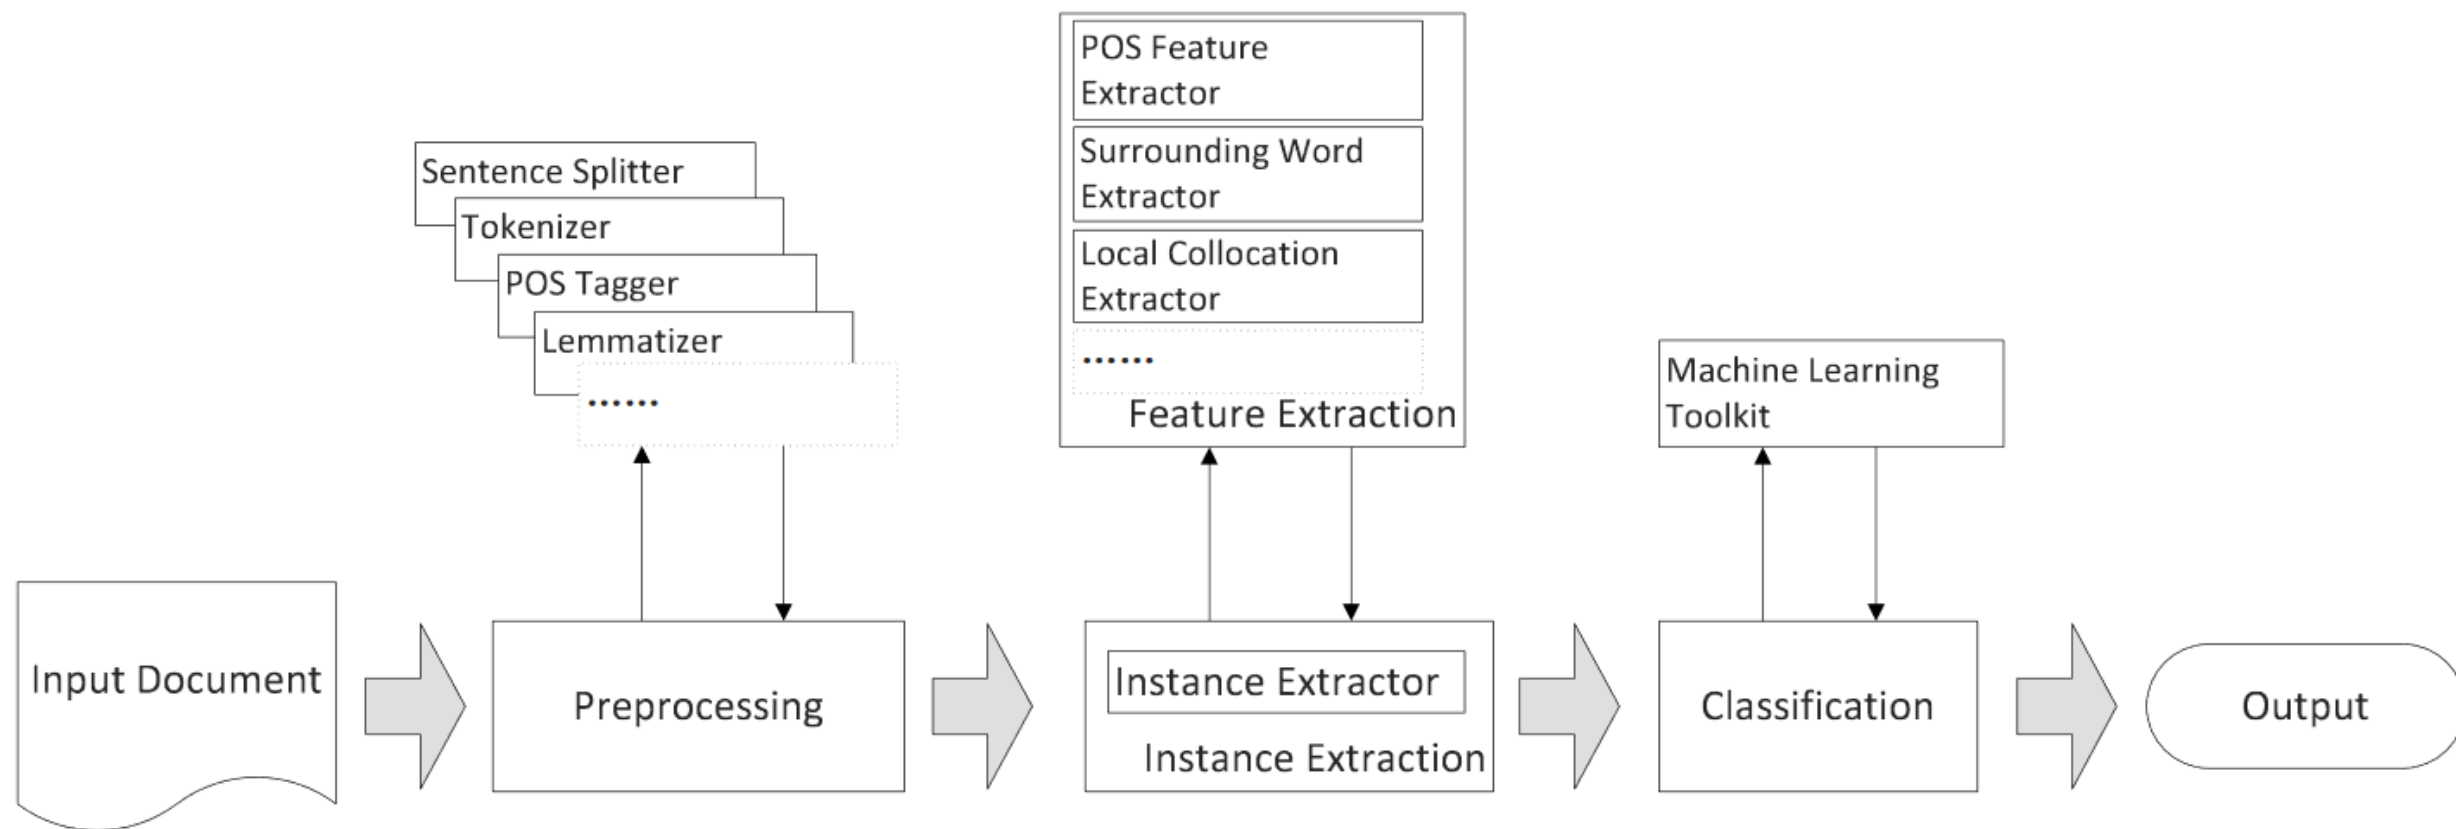 POS Feature
Extractor
Surrounding Word
Extractor
Local Collocation
Extractor
......
Feature Extraction
Sentence Splitter
Tokenizer
POS Tagger
Lemmatizer
......
Machine Learning
Toolkit
Input Document
Preprocessing
Instance Extractor
Instance Extraction
Classification
Output